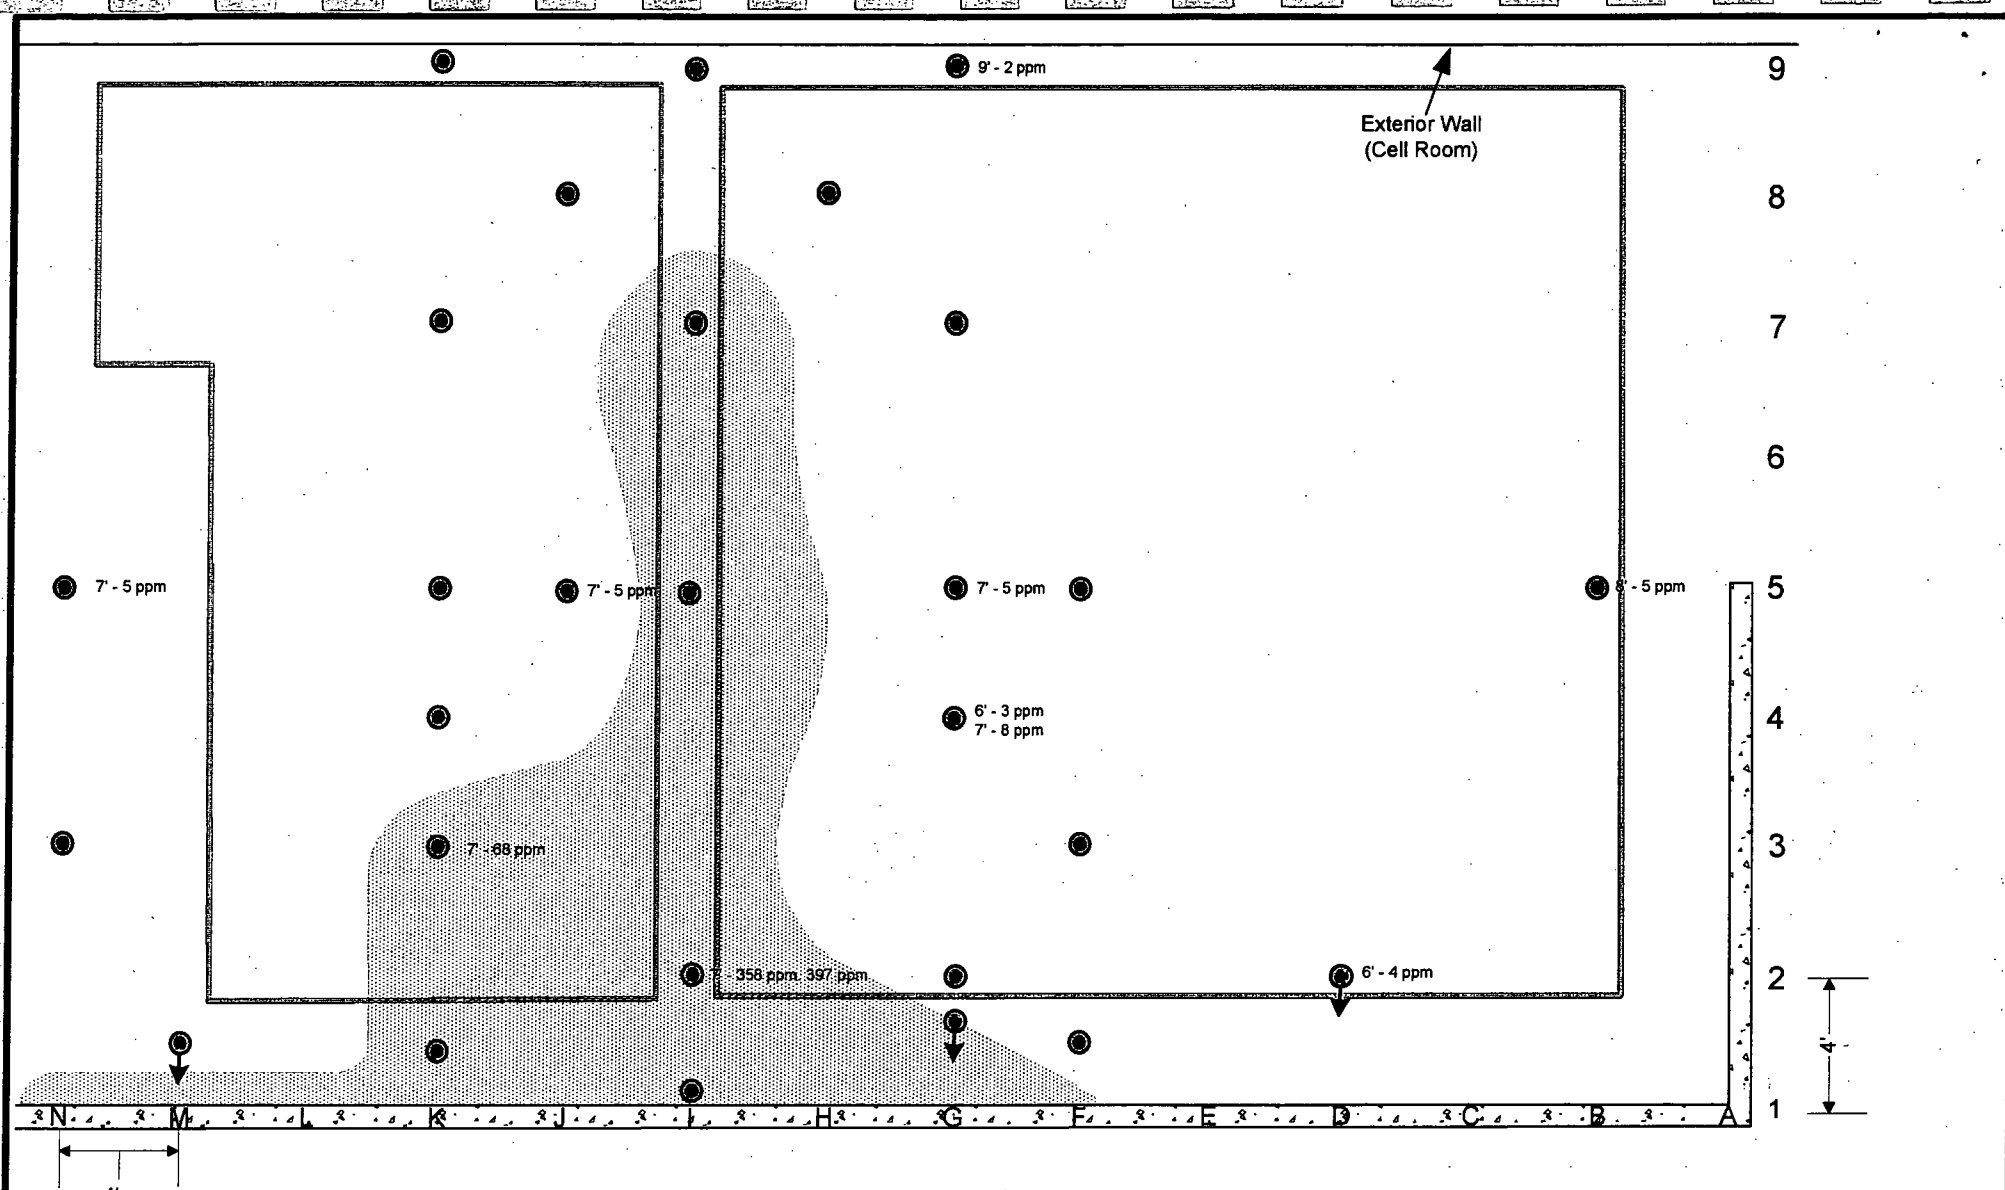 9' - 2 ppm
9
Exterior Wall
(Cell Room)
8
7
6
7' - 5 ppm
7' - 5 ppm
7' - 5 ppm
8' - 5 ppm
5
6' - 3 ppm
7' - 8 ppm
4
7' - 68 ppm
3
- 358 ppm, 397 ppm
6' - 4 ppm
2
4'
N M L K J I H G F E D C B A
1